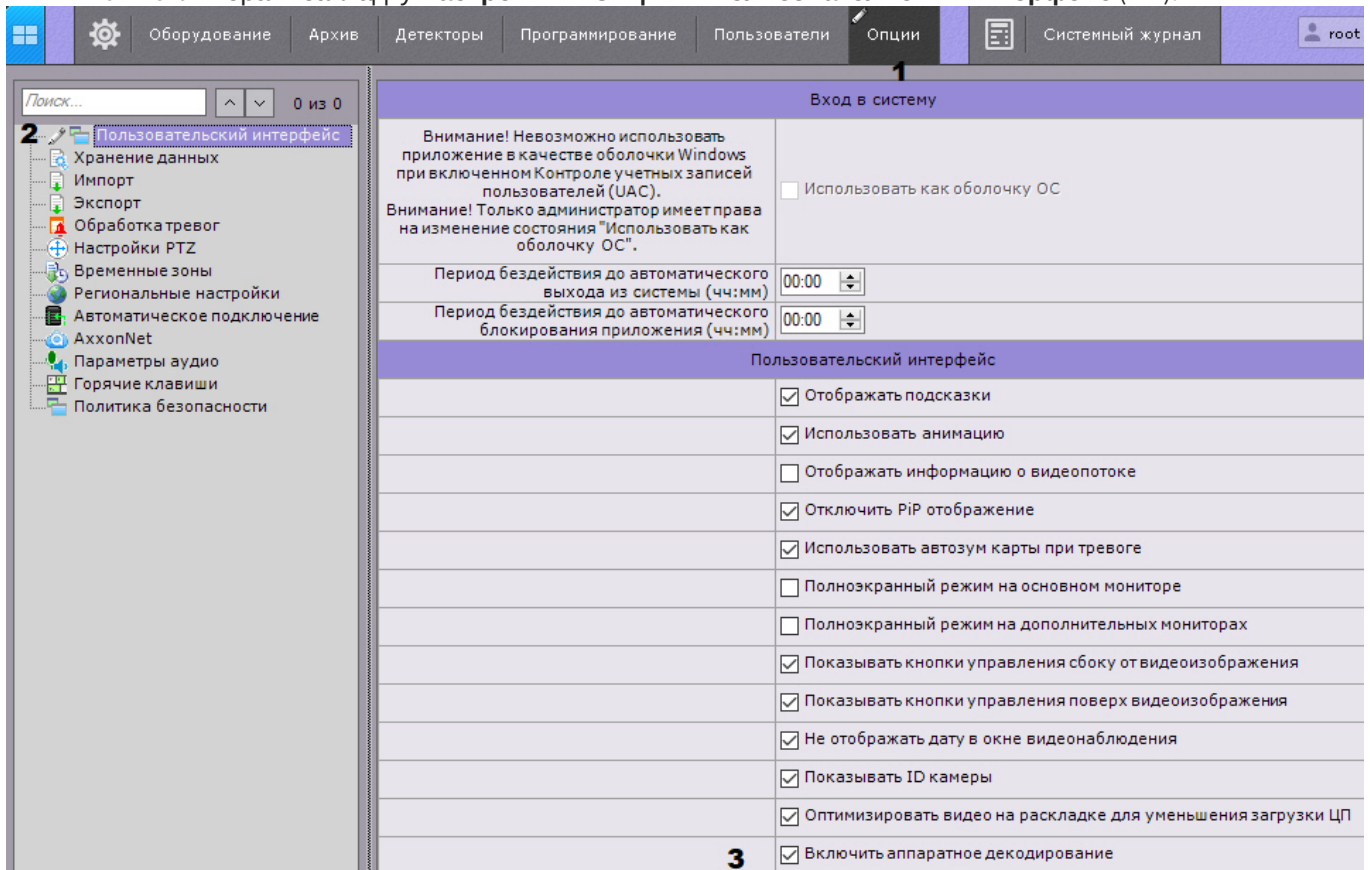 Оборудование Архив Детекторы Программирование Пользователи Опции Системный журнал root
1
Поиск... 0 из 0
2 Пользовательский интерфейс
Хранение данных
Импорт
Экспорт
Обработка тревог
Настройки PTZ
Временные зоны
Региональные настройки
Автоматическое подключение
AxxonNet
Параметры аудио
Горячие клавиши
Политика безопасности
Вход в систему
Внимание! Невозможно использовать
приложение в качестве оболочки Windows
при включенном Контроле учетных записей
пользователей (UAC).
Внимание! Только администратор имеет права
на изменение состояния "Использовать как
оболочку ОС".
Использовать как оболочку ОС
Период бездействия до автоматического
выхода из системы (чч:мм)
00:00
Период бездействия до автоматического
блокирования приложения (чч:мм)
00:00
Пользовательский интерфейс
Отображать подсказки
Использовать анимацию
Отображать информацию о видеопотоке
Отключить PiP отображение
Использовать автозум карты при тревоге
Полноэкранный режим на основном мониторе
Полноэкранный режим на дополнительных мониторах
Показывать кнопки управления сбоку от видеоизображения
Показывать кнопки управления поверх видеоизображения
Не отображать дату в окне видеонаблюдения
Показывать ID камеры
Оптимизировать видео на раскладке для уменьшения загрузки ЦП
3 Включить аппаратное декодирование